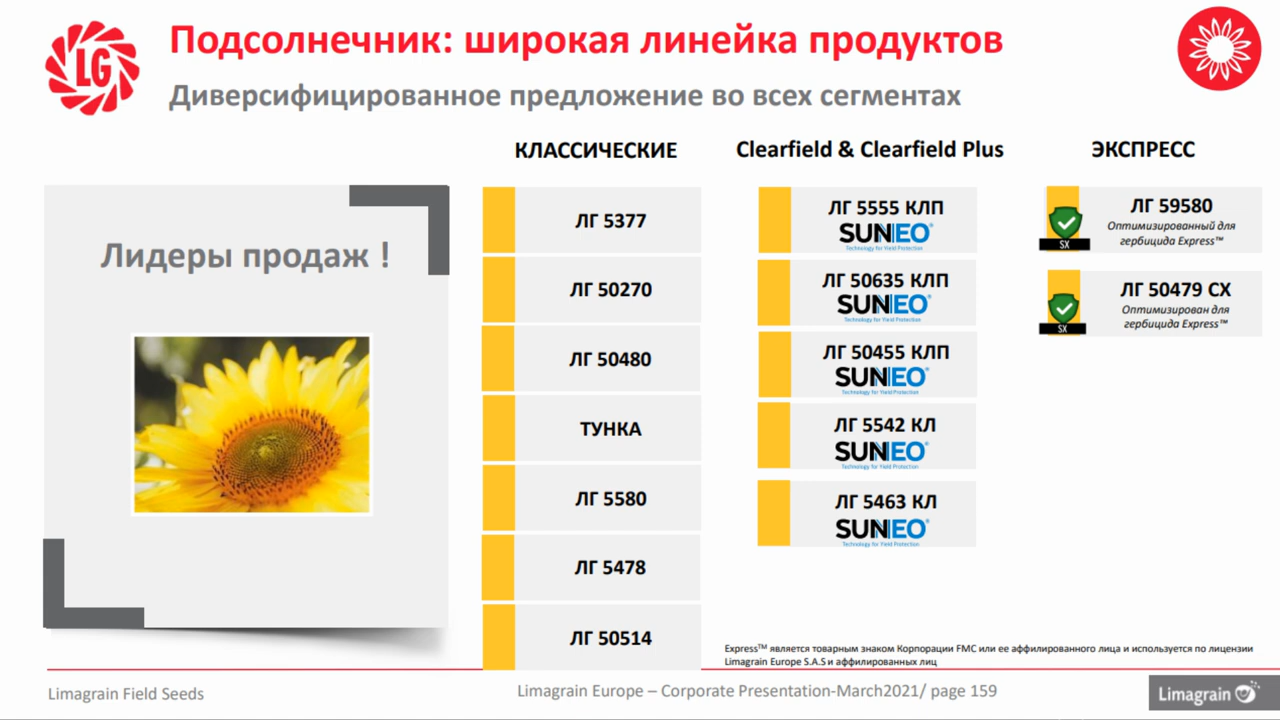 LG
Подсолнечник: широкая линейка продуктов
Диверсифицированное предложение во всех сегментах
Лидеры продаж !
КЛАССИЧЕСКИЕ
ЛГ 5377
ЛГ 50270
ЛГ 50480
ТУНКА
ЛГ 5580
ЛГ 5478
ЛГ 50514
Clearfield & Clearfield Plus
ЛГ 5555 КЛП
SUNEO®
Technology for Yield Protection
ЛГ 50635 КЛП
SUNEO®
Technology for Yield Protection
ЛГ 50455 КЛП
SUNEO®
Technology for Yield Protection
ЛГ 5542 КЛ
SUNEO®
Technology for Yield Protection
ЛГ 5463 КЛ
SUNEO®
Technology for Yield Protection
ЭКСПРЕСС
SX
ЛГ 59580
Оптимизированный для
гербицида Express™
SX
ЛГ 50479 СХ
Оптимизирован для
гербицида Express™
Express™ является товарным знаком Корпорации FMC или ее аффилированного лица и используется по лицензии
Limagrain Europe S.A.S и аффилированных лиц
Limagrain Field Seeds
Limagrain Europe – Corporate Presentation-March2021/ page 159
Limagrain